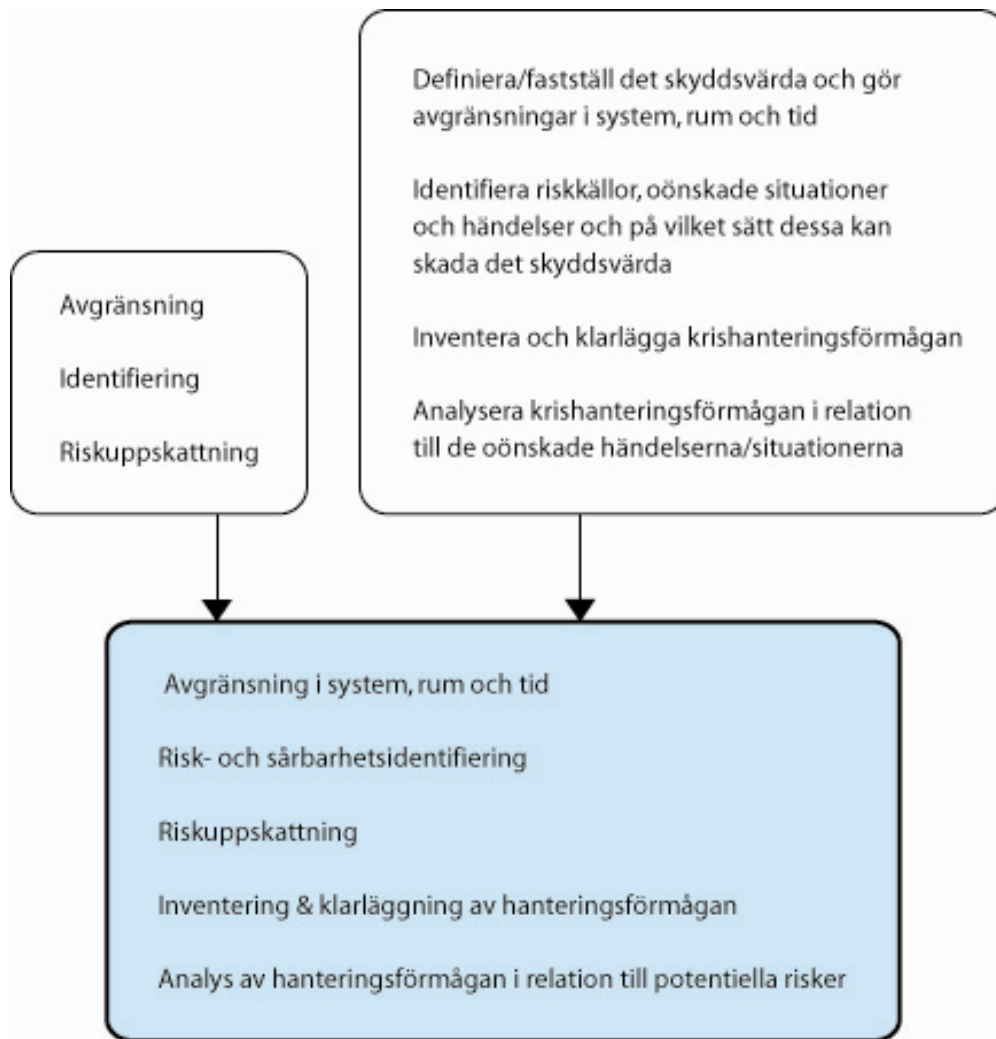 Definiera/fastställ det skyddsvärda och gör
avgränsningar i system, rum och tid
Identifiera riskkällor, oönskade situationer
och händelser och på vilket sätt dessa kan
skada det skyddsvärda
Inventera och klarlägga krishanteringsförmågan
Analysera krishanteringsförmågan i relation
till de oönskade händelserna/situationerna
Avgränsning
Identifiering
Riskuppskattning
Avgränsning i system, rum och tid
Risk- och sårbarhetsidentifiering
Riskuppskattning
Inventering & klarläggning av hanteringsförmågan
Analys av hanteringsförmågan i relation till potentiella risker